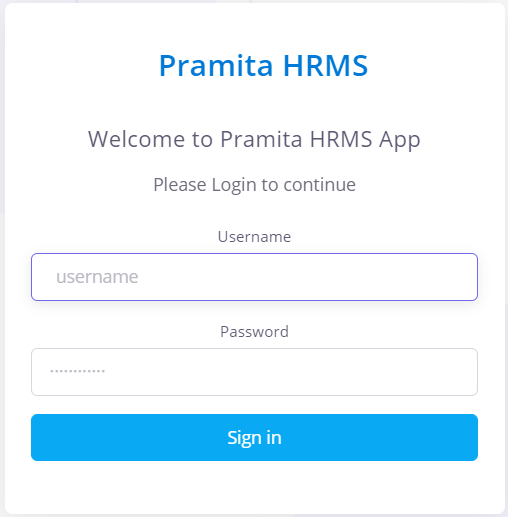 Pramita HRMS
Welcome to Pramita HRMS App
Please Login to continue
Username
username
Password
············
Sign in